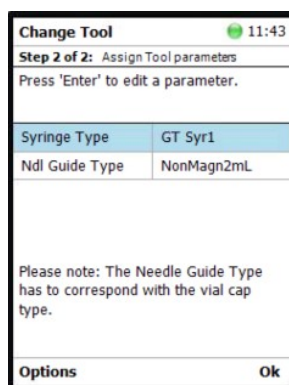 Change Tool 11:43
Step 2 of 2: Assign Tool parameters
Press 'Enter' to edit a parameter.
Syringe Type GT Syr1
Ndl Guide Type NonMagn2mL
Please note: The Needle Guide Type
has to correspond with the vial cap
type.
Options Ok